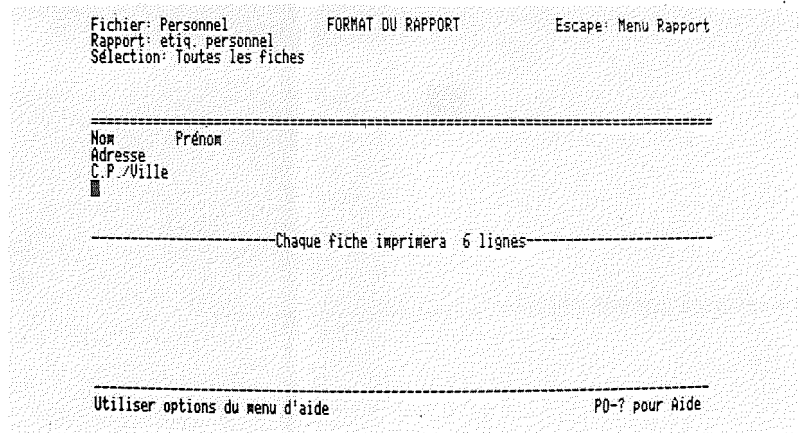 Fichier: Personnel FORMAT DU RAPPORT Escape: Menu Rapport
Rapport: etiq. personnel
Sélection: Toutes les fiches
Nom Prénom
Adresse
C.P./Ville
Chaque fiche imprimera 6 lignes
Utiliser options du menu d'aide PO-? pour Aide